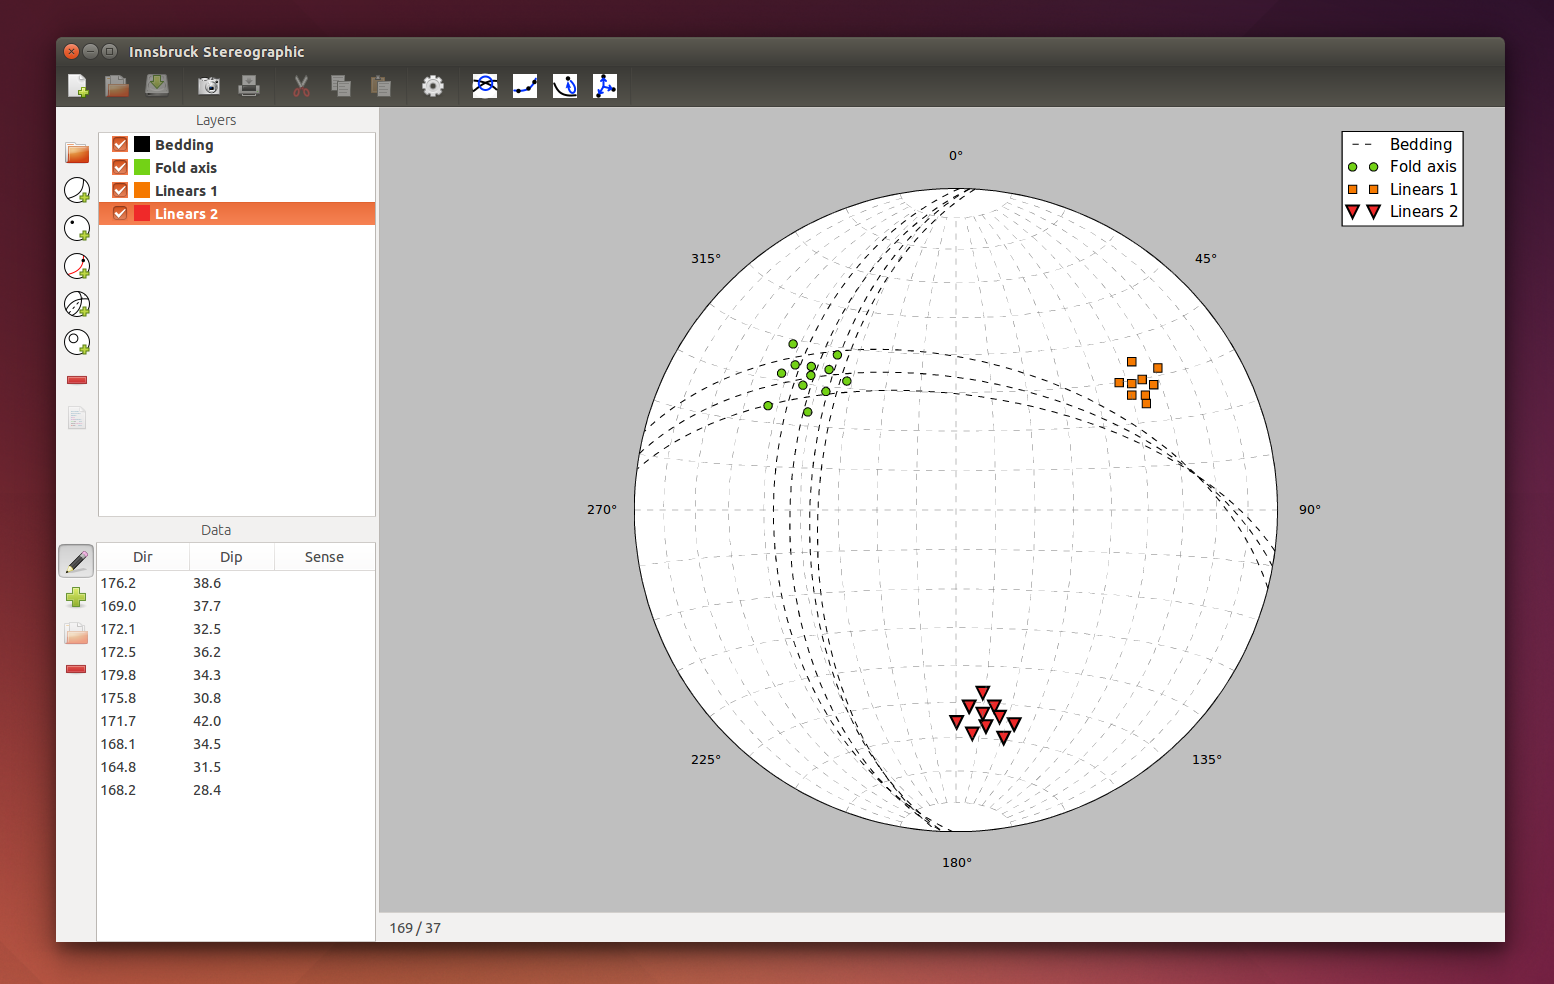 Innsbruck Stereographic
Layers
Bedding
Fold axis
Linears 1
Linears 2
Data
Dir Dip Sense
176.2 38.6
169.0 37.7
172.1 32.5
172.5 36.2
179.8 34.3
175.8 30.8
171.7 42.0
168.1 34.5
164.8 31.5
168.2 28.4
0°
45°
90°
135°
180°
225°
270°
315°
Bedding
Fold axis
Linears 1
Linears 2
169 / 37